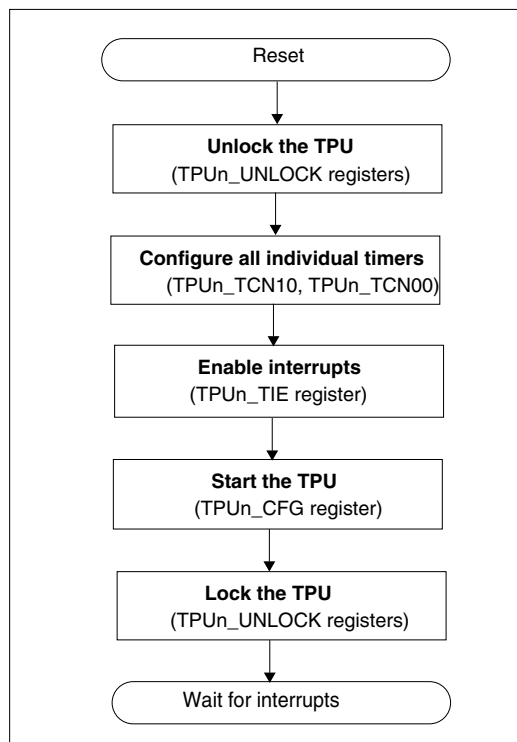 Reset
Unlock the TPU
(TPUn_UNLOCK registers)
Configure all individual timers
(TPUn_TCN10, TPUn_TCN00)
Enable interrupts
(TPUn_TIE register)
Start the TPU
(TPUn_CFG register)
Lock the TPU
(TPUn_UNLOCK registers)
Wait for interrupts